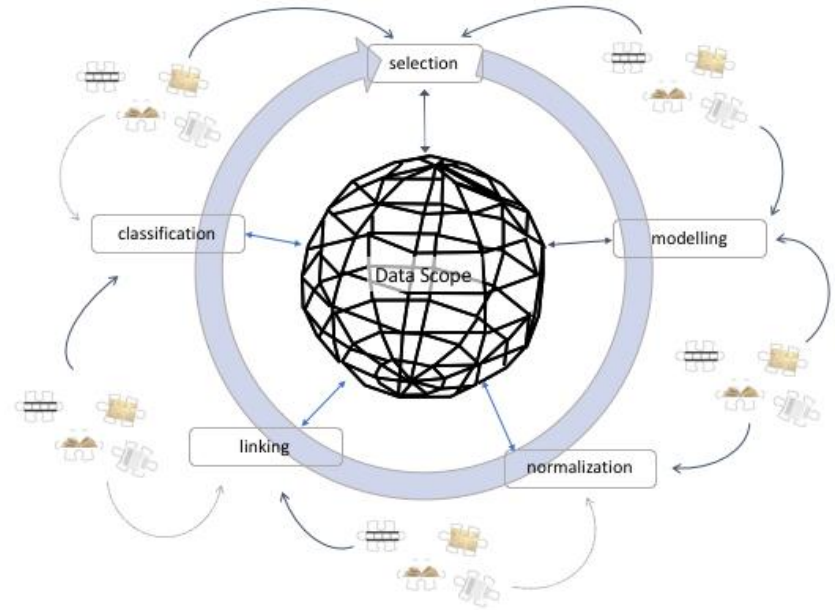 selection
classification
modelling
Data Scope
linking
normalization